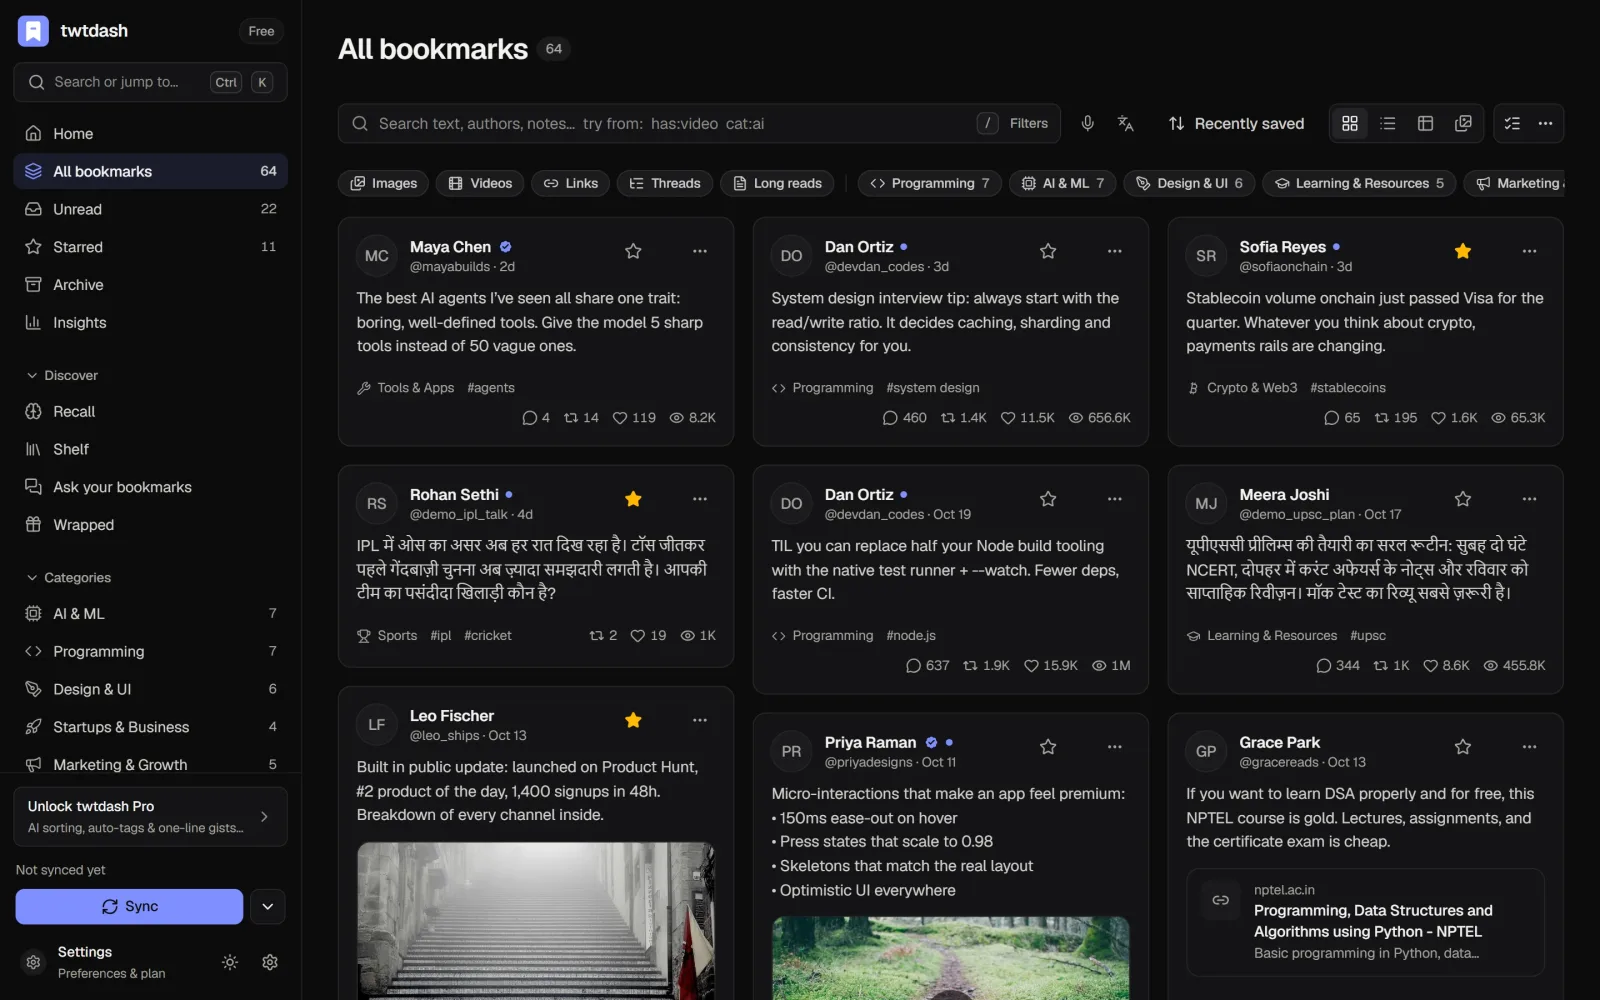 twtdash
Free
Search or jump to...
Ctrl K
Home
All bookmarks 64
Unread 22
Starred 11
Archive
Insights
Discover
Recall
Shelf
Ask your bookmarks
Wrapped
Categories
AI & ML 7
Programming 7
Design & UI 6
Startups & Business 4
Marketing & Growth 5
Unlock twtdash Pro
AI sorting, auto-tags & one-line gists...
Not synced yet
Sync
Settings
Preferences & plan
All bookmarks 64
Search text, authors, notes... try from: has:video cat:ai
/ Filters
Recently saved
Images Videos Links Threads Long reads Programming 7 AI & ML 7 Design & UI 6 Learning & Resources 5 Marketing
MC
Maya Chen
@mayabuilds · 2d
The best AI agents I've seen all share one trait:
boring, well-defined tools. Give the model 5 sharp
tools instead of 50 vague ones.
Tools & Apps #agents
4 14 119 8.2K
DO
Dan Ortiz
@devdan_codes · 3d
System design interview tip: always start with the
read/write ratio. It decides caching, sharding and
consistency for you.
Programming #system design
460 1.4K 11.5K 656.6K
SR
Sofia Reyes
@sofiaonchain · 3d
Stablecoin volume onchain just passed Visa for the
quarter. Whatever you think about crypto,
payments rails are changing.
Crypto & Web3 #stablecoins
65 195 1.6K 65.3K
RS
Rohan Sethi
@demo_ipl_talk · 4d
IPL में ओस का असर अब हर रात दिख रहा है। टॉस जीतकर
पहले गेंदबाज़ी चुनना अब ज़्यादा समझदारी लगती है। आपकी
टीम का पसंदीदा खिलाड़ी कौन है?
Sports #ipl #cricket
2 19 1K
DO
Dan Ortiz
@devdan_codes · Oct 19
TIL you can replace half your Node build tooling
with the native test runner + --watch. Fewer deps,
faster CI.
Programming #node.js
637 1.9K 15.9K 1M
MJ
Meera Joshi
@demo_upsc_plan · Oct 17
यूपीएससी प्रीलिम्स की तैयारी का सरल रूटीन: सुबह दो घंटे
NCERT, दोपहर में करंट अफेयर्स के नोट्स और रविवार को
साप्ताहिक रिवीज़न। मॉक टेस्ट का रिव्यू सबसे ज़रूरी है।
Learning & Resources #upsc
344 1K 8.6K 455.8K
LF
Leo Fischer
@leo_ships · Oct 13
Built in public update: launched on Product Hunt,
#2 product of the day, 1,400 signups in 48h.
Breakdown of every channel inside.
PR
Priya Raman
@priyadesigns · Oct 11
Micro-interactions that make an app feel premium:
• 150ms ease-out on hover
• Press states that scale to 0.98
• Skeletons that match the real layout
• Optimistic UI everywhere
GP
Grace Park
@gracereads · Oct 13
If you want to learn DSA properly and for free, this
NPTEL course is gold. Lectures, assignments, and
the certificate exam is cheap.
nptel.ac.in
Programming, Data Structures and
Algorithms using Python - NPTEL
Basic programming in Python, data...